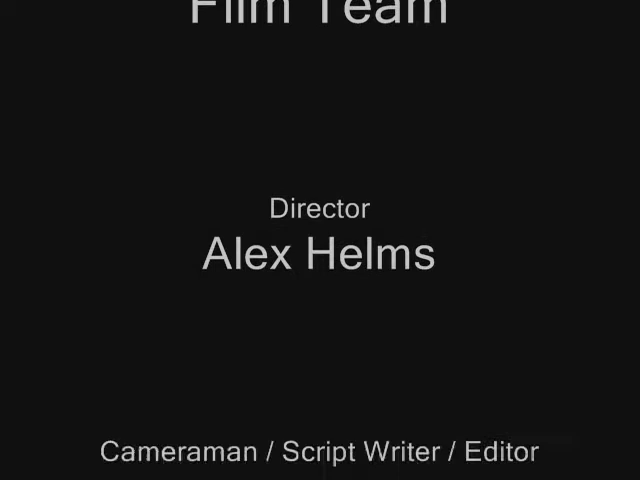 Film Team
Director
Alex Helms
Cameraman / Script Writer / Editor